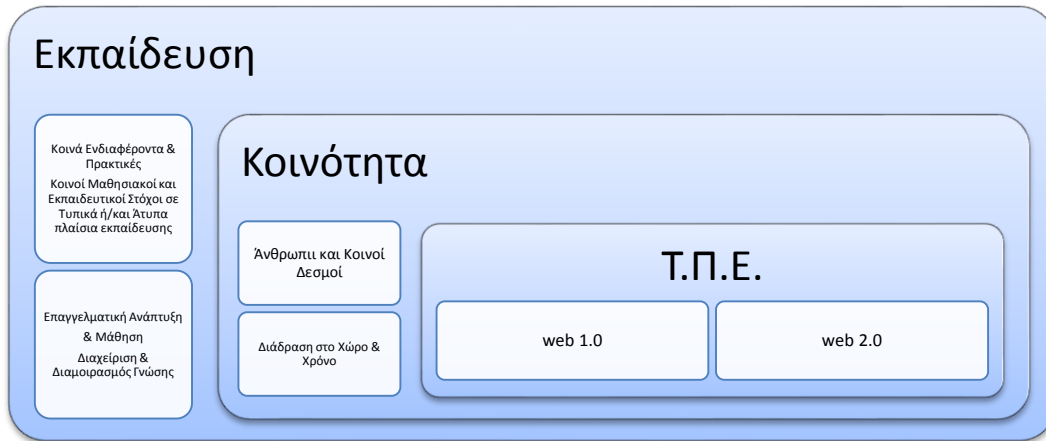 Εκπαίδευση
Κοινά Ενδιαφέροντα &
Πρακτικές
Κοινοί Μαθησιακοί και
Εκπαιδευτικοί Στόχοι σε
Τυπικά ή/και Άτυπα
πλαίσια εκπαίδευσης
Επαγγελματική Ανάπτυξη
& Μάθηση
Διαχείριση &
Διαμοιρασμός Γνώσης
Κοινότητα
Άνθρωπιι και Κοινοί
Δεσμοί
Διάδραση στο Χώρο &
Χρόνο
Τ.Π.Ε.
web 1.0
web 2.0